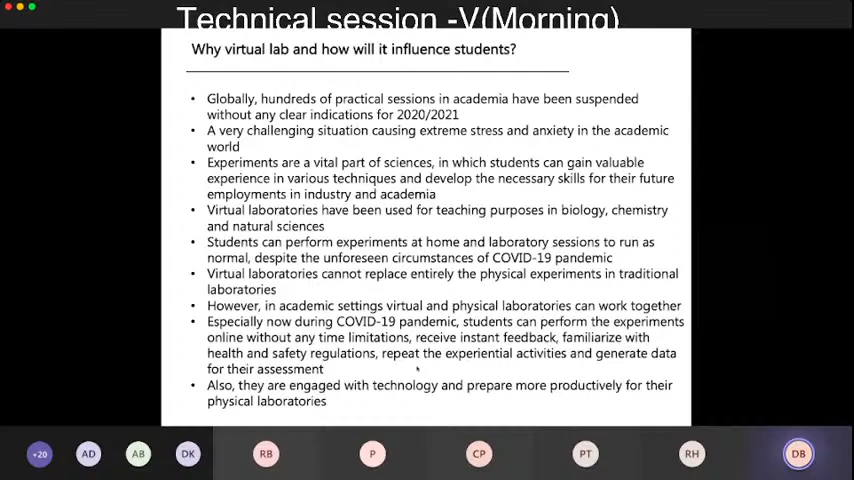 Technical session -V(Morning)
Why virtual lab and how will it influence students?
• Globally, hundreds of practical sessions in academia have been suspended
without any clear indications for 2020/2021
• A very challenging situation causing extreme stress and anxiety in the academic
world
• Experiments are a vital part of sciences, in which students can gain valuable
experience in various techniques and develop the necessary skills for their future
employments in industry and academia
• Virtual laboratories have been used for teaching purposes in biology, chemistry
and natural sciences
• Students can perform experiments at home and laboratory sessions to run as
normal, despite the unforeseen circumstances of COVID-19 pandemic
• Virtual laboratories cannot replace entirely the physical experiments in traditional
laboratories
• However, in academic settings virtual and physical laboratories can work together
• Especially now during COVID-19 pandemic, students can perform the experiments
online without any time limitations, receive instant feedback, familiarize with
health and safety regulations, repeat the experiential activities and generate data
for their assessment
• Also, they are engaged with technology and prepare more productively for their
physical laboratories
+20 AD AB DK RB P CP PT RH DB